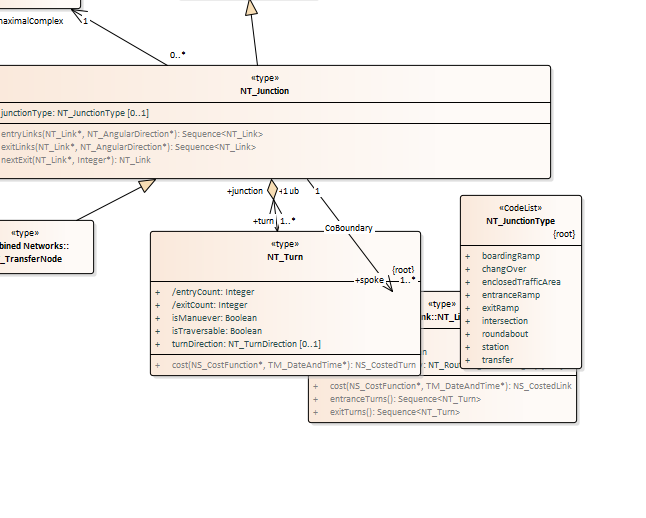 maximalComplex
1
0..*
«type»
NT_Junction
junctionType: NT_JunctionType [0..1]
entryLinks(NT_Link*, NT_AngularDirection*): Sequence<NT_Link>
exitLinks(NT_Link*, NT_AngularDirection*): Sequence<NT_Link>
nextExit(NT_Link*, Integer*): NT_Link
+junction
1
ub
1
+turn
1..*
CoBoundary
«type»
bined Networks::
_TransferNode
«type»
NT_Turn
{root}
+spoke
1..*
+ /entryCount: Integer
+ /exitCount: Integer
+ isManuever: Boolean
+ isTraversable: Boolean
+ turnDirection: NT_TurnDirection [0..1]
+ cost(NS_CostFunction*, TM_DateAndTime*): NS_CostedTurn
«CodeList»
NT_JunctionType
{root}
+ boardingRamp
+ changOver
+ enclosedTrafficArea
+ entranceRamp
+ exitRamp
+ intersection
+ roundabout
+ station
+ transfer
«type»
nk::NT_Li
n
: NT_Rou
+ cost(NS_CostFunction*, TM_DateAndTime*): NS_CostedLink
+ entranceTurns(): Sequence<NT_Turn>
+ exitTurns(): Sequence<NT_Turn>